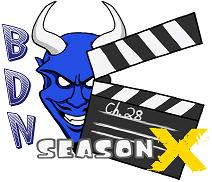 BDN
Ch. 28
SEASON X